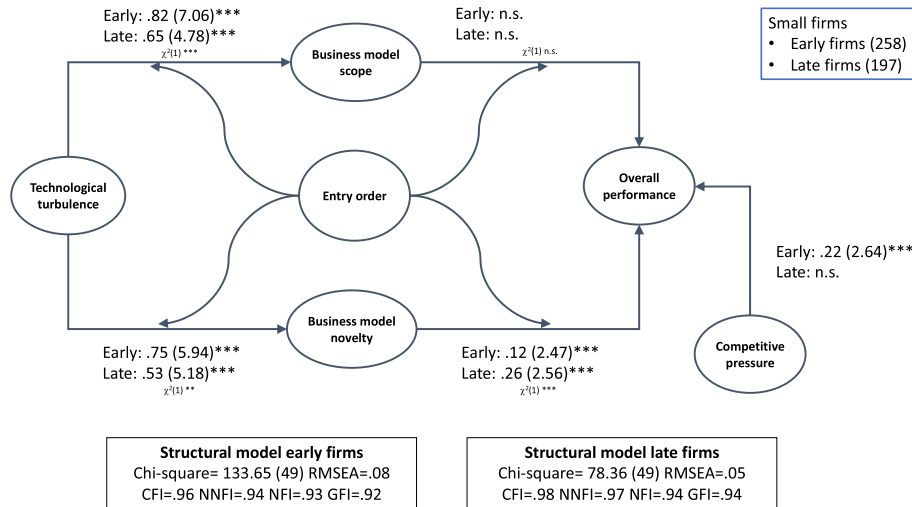 Early: .82 (7.06)***
Late: .65 (4.78)***
χ²(1) ***
Early: n.s.
Late: n.s.
χ²(1) n.s.
Small firms
• Early firms (258)
• Late firms (197)
Business model
scope
Technological
turbulence
Entry order
Overall
performance
Early: .22 (2.64)***
Late: n.s.
Business model
novelty
Competitive
pressure
Early: .75 (5.94)***
Late: .53 (5.18)***
χ²(1) **
Early: .12 (2.47)***
Late: .26 (2.56)***
χ²(1) ***
Structural model early firms
Chi-square= 133.65 (49) RMSEA=.08
CFI=.96 NNFI=.94 NFI=.93 GFI=.92
Structural model late firms
Chi-square= 78.36 (49) RMSEA=.05
CFI=.98 NNFI=.97 NFI=.94 GFI=.94